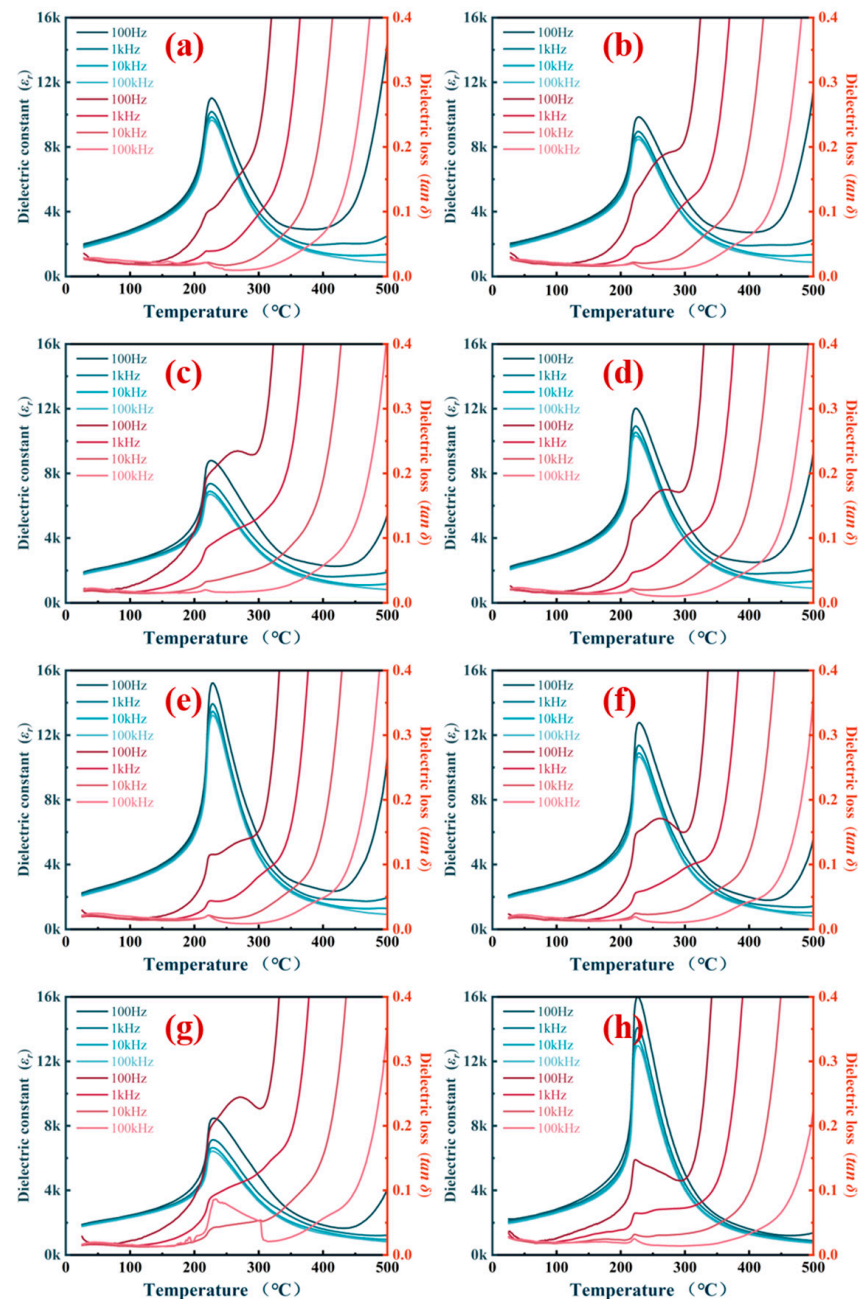 (a)
100Hz
1kHz
10kHz
100kHz
100Hz
1kHz
10kHz
100kHz
16k
12k
8k
4k
0k
0.4
0.3
0.2
0.1
0.0
0 100 200 300 400 500
Dielectric constant (εr)
Dielectric loss (tan δ)
Temperature (℃)
(b)
100Hz
1kHz
10kHz
100kHz
100Hz
1kHz
10kHz
100kHz
16k
12k
8k
4k
0k
0.4
0.3
0.2
0.1
0.0
0 100 200 300 400 500
Dielectric constant (εr)
Dielectric loss (tan δ)
Temperature (℃)
(c)
100Hz
1kHz
10kHz
100kHz
100Hz
1kHz
10kHz
100kHz
16k
12k
8k
4k
0k
0.4
0.3
0.2
0.1
0.0
0 100 200 300 400 500
Dielectric constant (εr)
Dielectric loss (tan δ)
Temperature (℃)
(d)
100Hz
1kHz
10kHz
100kHz
100Hz
1kHz
10kHz
100kHz
16k
12k
8k
4k
0k
0.4
0.3
0.2
0.1
0.0
0 100 200 300 400 500
Dielectric constant (εr)
Dielectric loss (tan δ)
Temperature (℃)
(e)
100Hz
1kHz
10kHz
100kHz
100Hz
1kHz
10kHz
100kHz
16k
12k
8k
4k
0k
0.4
0.3
0.2
0.1
0.0
0 100 200 300 400 500
Dielectric constant (εr)
Dielectric loss (tan δ)
Temperature (℃)
(f)
100Hz
1kHz
10kHz
100kHz
100Hz
1kHz
10kHz
100kHz
16k
12k
8k
4k
0k
0.4
0.3
0.2
0.1
0.0
0 100 200 300 400 500
Dielectric constant (εr)
Dielectric loss (tan δ)
Temperature (℃)
(g)
100Hz
1kHz
10kHz
100kHz
100Hz
1kHz
10kHz
100kHz
16k
12k
8k
4k
0k
0.4
0.3
0.2
0.1
0.0
0 100 200 300 400 500
Dielectric constant (εr)
Dielectric loss (tan δ)
Temperature (℃)
(h)
100Hz
1kHz
10kHz
100kHz
100Hz
1kHz
10kHz
100kHz
16k
12k
8k
4k
0k
0.4
0.3
0.2
0.1
0.0
0 100 200 300 400 500
Dielectric constant (εr)
Dielectric loss (tan δ)
Temperature (℃)